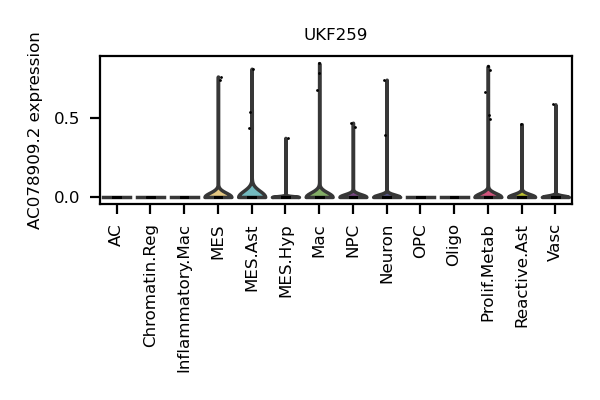 UKF259
AC078909.2 expression
0.5
0.0
AC
Chromatin.Reg
Inflammatory.Mac
MES
MES.Ast
MES.Hyp
Mac
NPC
Neuron
OPC
Oligo
Prolif.Metab
Reactive.Ast
Vasc